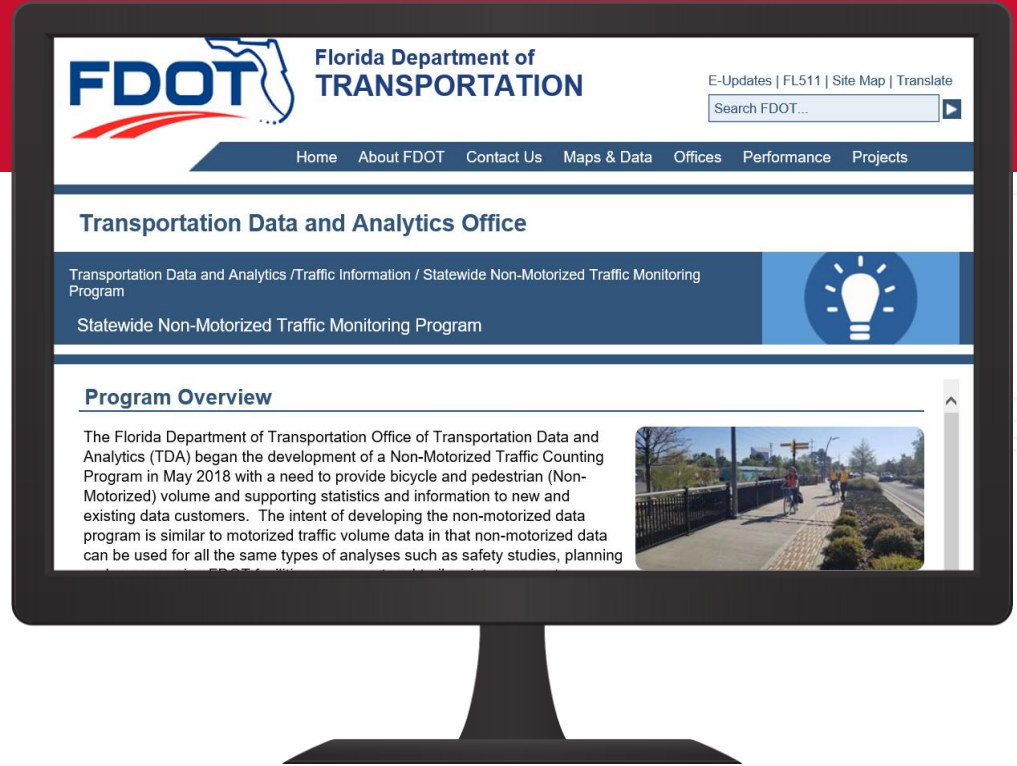 FDOT
Florida Department of
TRANSPORTATION
E-Updates | FL511 | Site Map | Translate
Search FDOT...
Home About FDOT Contact Us Maps & Data Offices Performance Projects
Transportation Data and Analytics Office
Transportation Data and Analytics /Traffic Information / Statewide Non-Motorized Traffic Monitoring
Program
Statewide Non-Motorized Traffic Monitoring Program
Program Overview
The Florida Department of Transportation Office of Transportation Data and
Analytics (TDA) began the development of a Non-Motorized Traffic Counting
Program in May 2018 with a need to provide bicycle and pedestrian (Non-
Motorized) volume and supporting statistics and information to new and
existing data customers.  The intent of developing the non-motorized data
program is similar to motorized traffic volume data in that non-motorized data
can be used for all the same types of analyses such as safety studies, planning